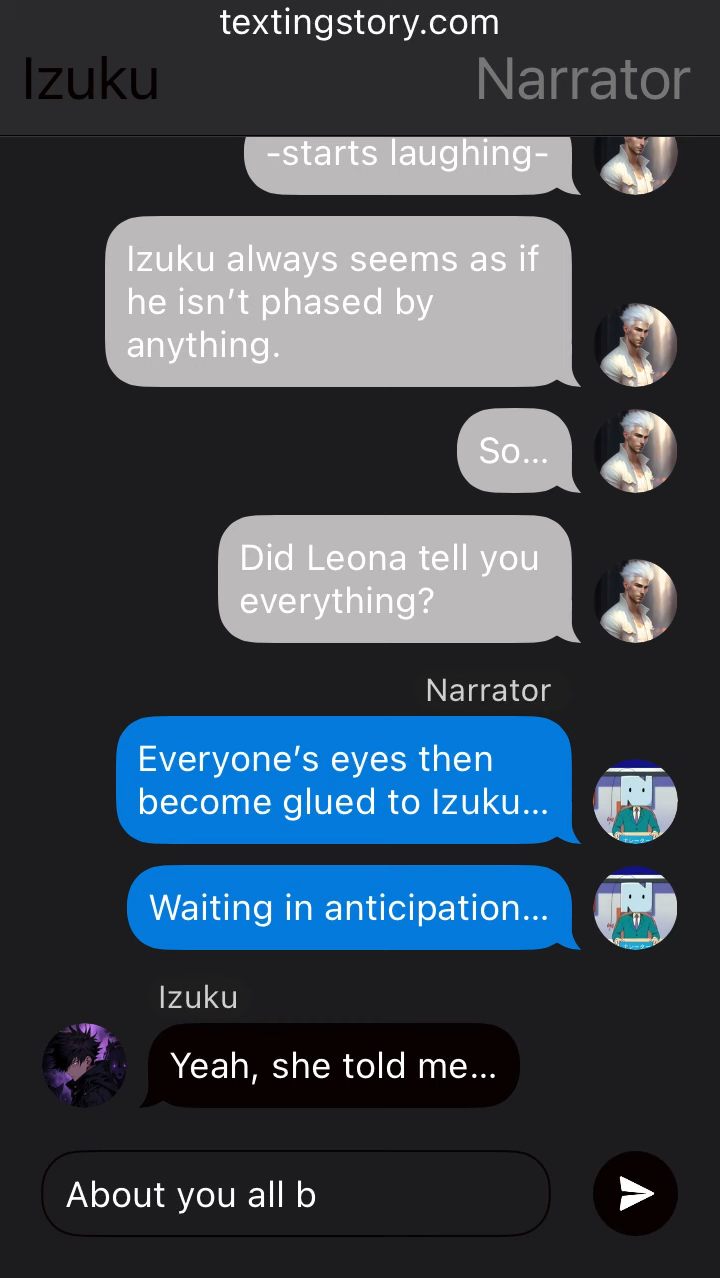 textingstory.com
Izuku
Narrator
-starts laughing-
Izuku always seems as if
he isn’t phased by
anything.
So...
Did Leona tell you
everything?
Narrator
Everyone’s eyes then
become glued to Izuku...
Waiting in anticipation...
Izuku
Yeah, she told me...
About you all b